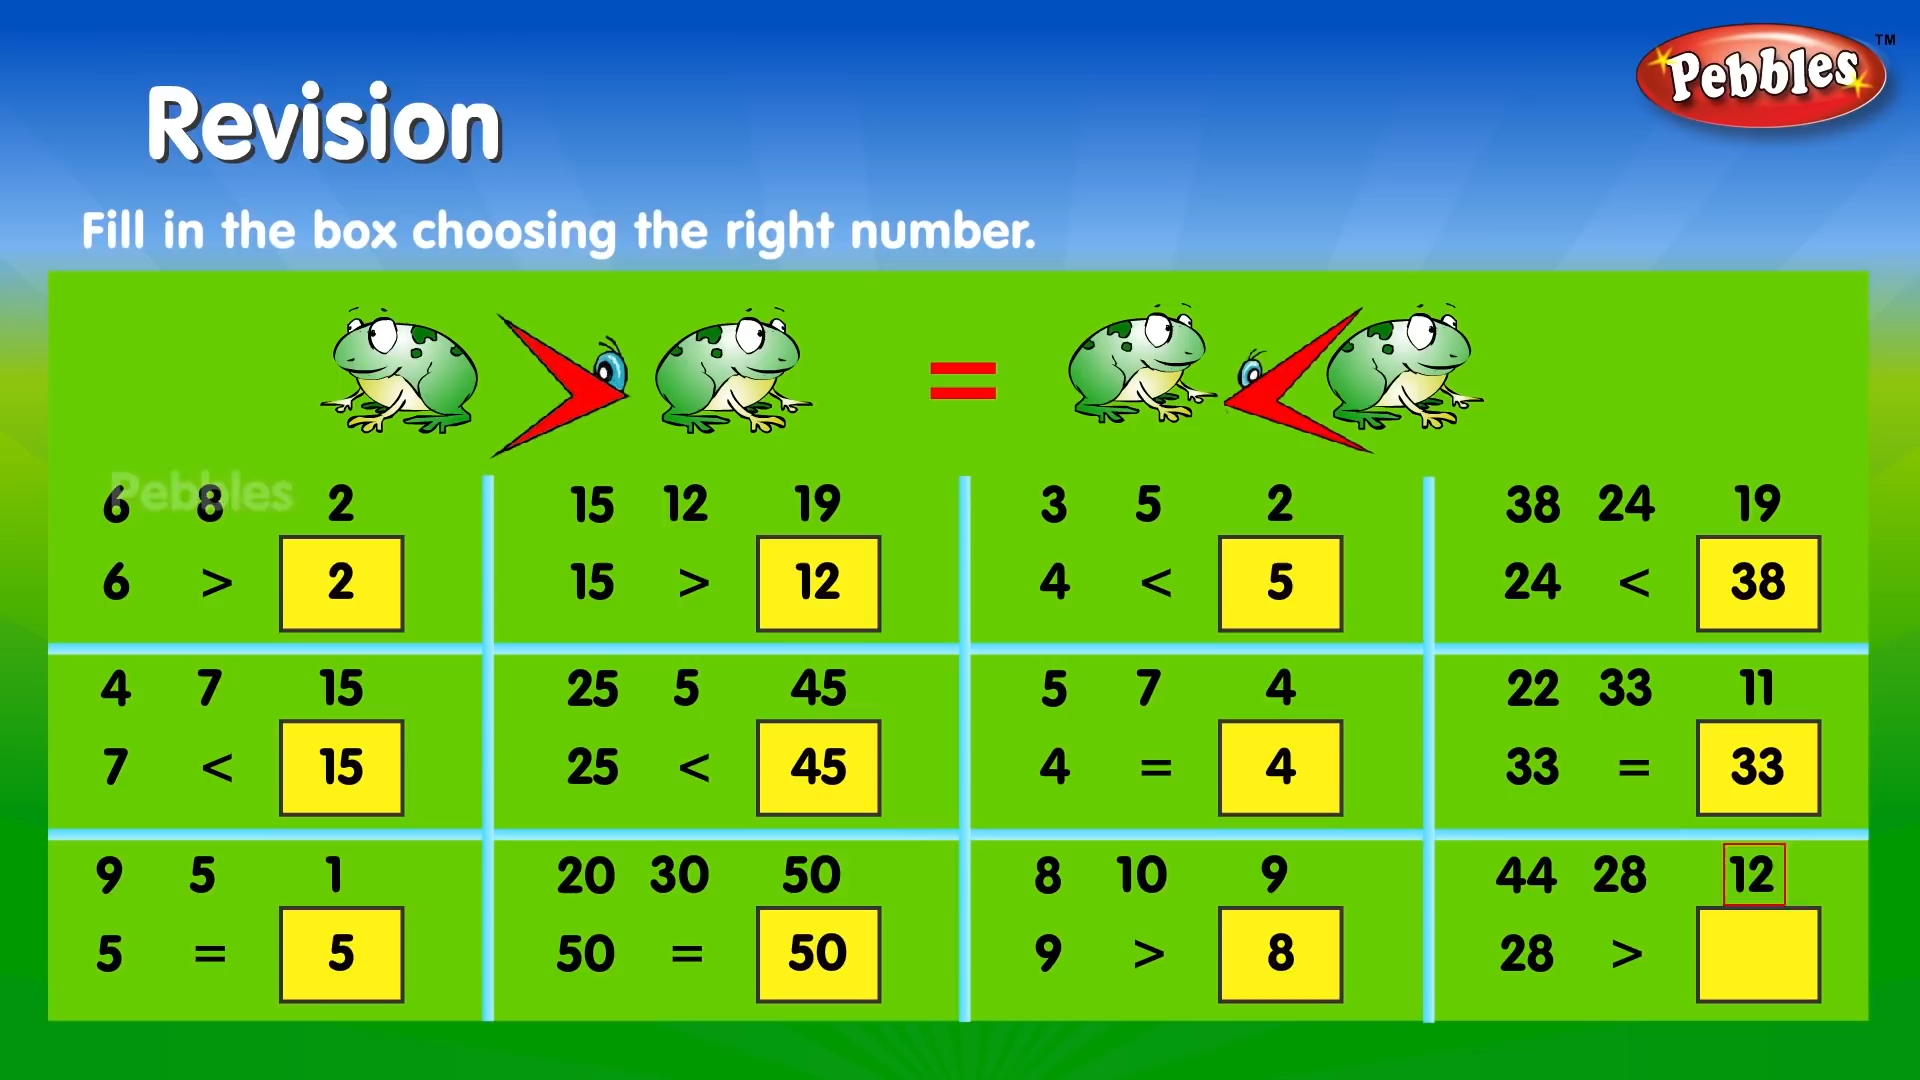 Pebbles TM
Revision
Fill in the box choosing the right number.
=
Pebbles
6 8 2 15 12 19 3 5 2 38 24 19
6 > 2 15 > 12 4 < 5 24 < 38
4 7 15 25 5 45 5 7 4 22 33 11
7 < 15 25 < 45 4 = 4 33 = 33
9 5 1 20 30 50 8 10 9 44 28 12
5 = 5 50 = 50 9 > 8 28 >